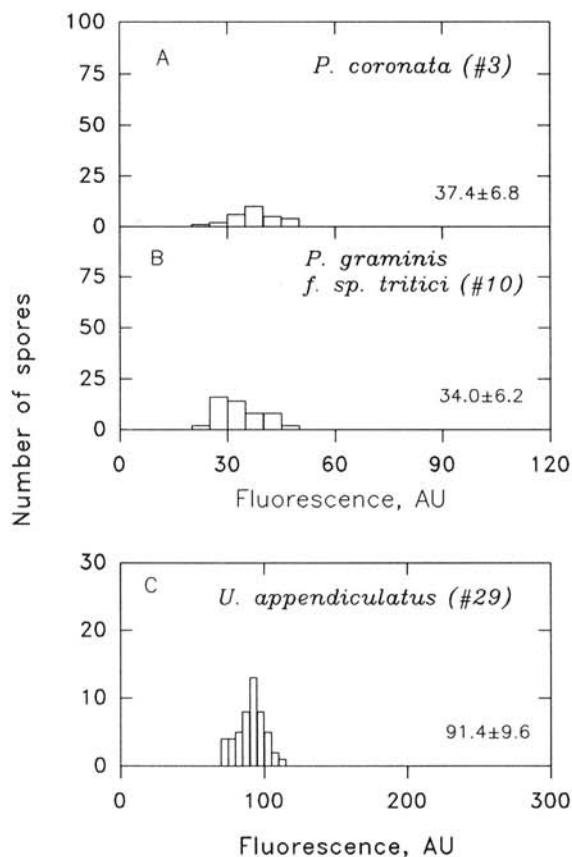 100
A
P. coronata (#3)
75
50
25
37.4±6.8
0
B
P. graminis
f. sp. tritici (#10)
75
50
25
34.0±6.2
0
0 30 60 90 120
Fluorescence, AU
Number of spores
30
C
U. appendiculatus (#29)
20
10
91.4±9.6
0
0 100 200 300
Fluorescence, AU